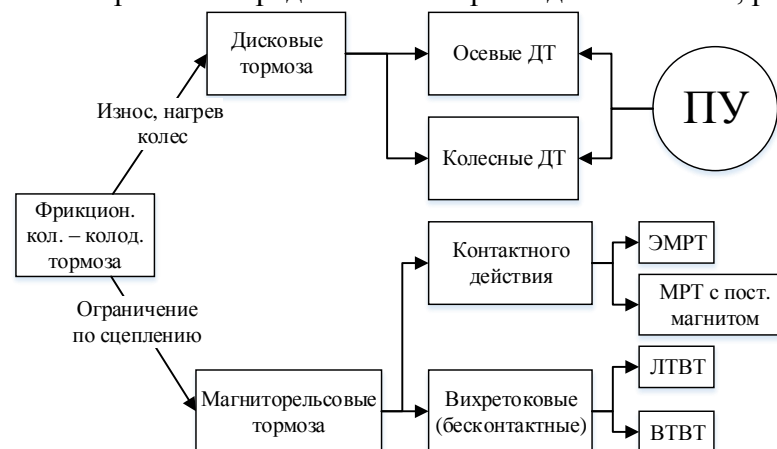 Дисковые
тормоза
Осевые ДТ
ПУ
Износ, нагрев
колес
Колесные ДТ
Фрикцион.
кол. – колод.
тормоза
Контактного
действия
ЭМРТ
МРТ с пост.
магнитом
Ограничение
по сцеплению
Магниторельсовые
тормоза
Вихретоковые
(бесконтактные)
ЛТВТ
ВТВТ